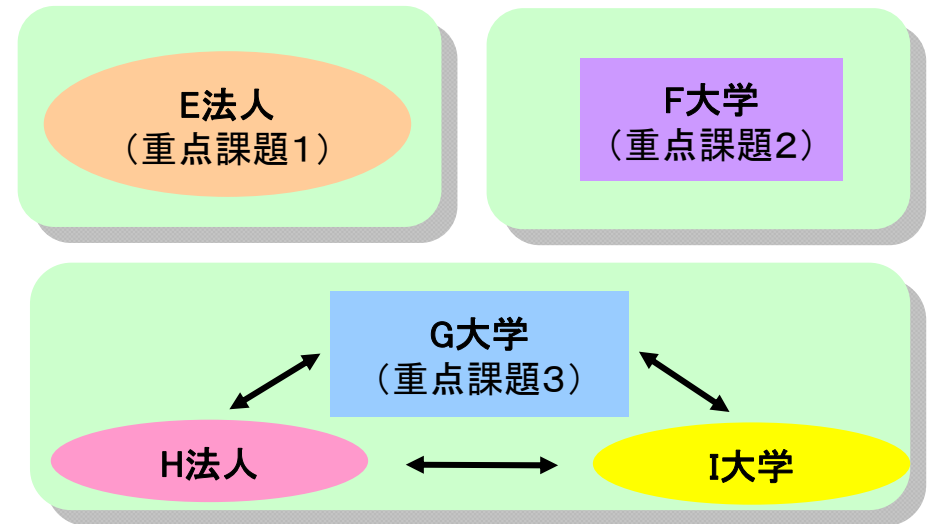 E法人
（重点課題１）
F大学
（重点課題２）
G大学
（重点課題３）
H法人
I大学